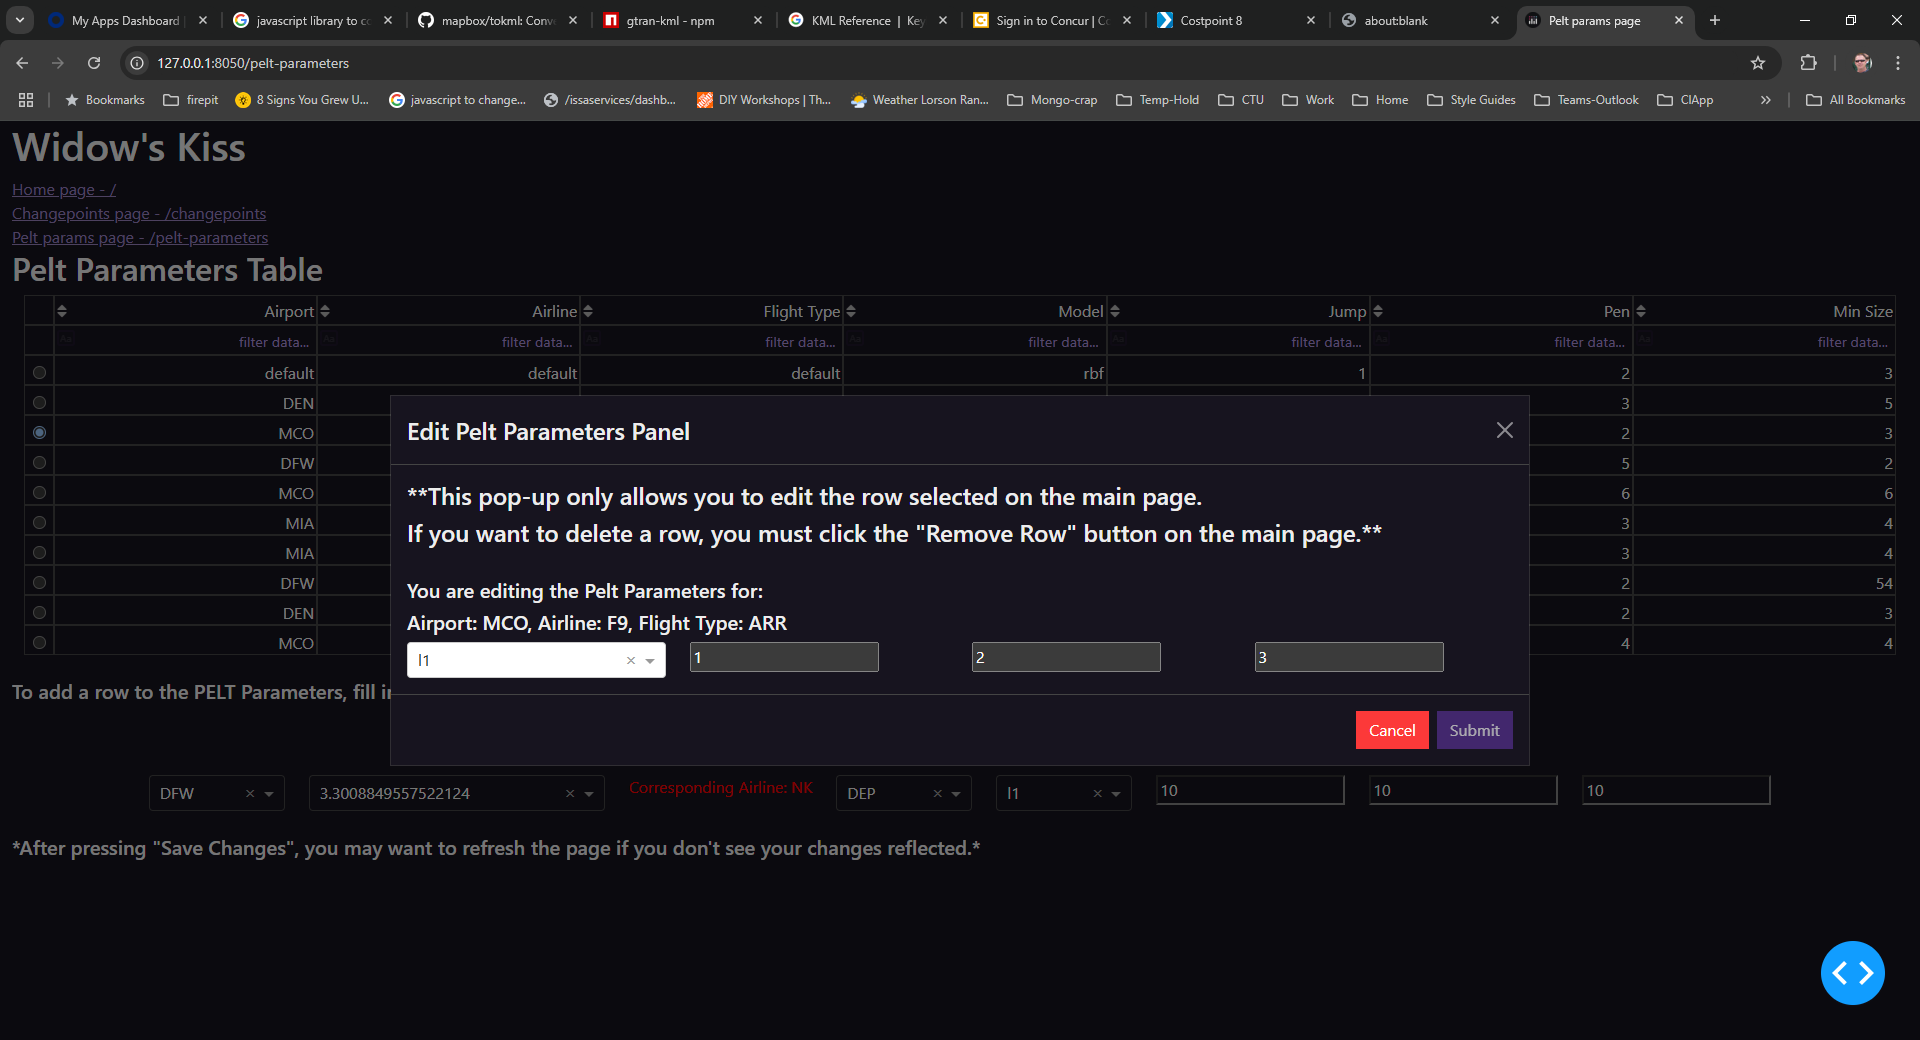 My Apps Dashboard
javascript library to co
mapbox/tokml: Conve
gtran-kml - npm
KML Reference | Key
Sign in to Concur | Co
Costpoint 8
about:blank
Pelt params page
127.0.0.1:8050/pelt-parameters
Bookmarks
firepit
8 Signs You Grew U...
javascript to change...
/issaservices/dashb...
DIY Workshops | Th...
Weather Lorson Ran...
Mongo-crap
Temp-Hold
CTU
Work
Home
Style Guides
Teams-Outlook
CIApp
All Bookmarks
Widow's Kiss
Home page - /
Changepoints page - /changepoints
Pelt params page - /pelt-parameters
Pelt Parameters Table
Airport Airline Flight Type Model Jump Pen Min Size
Aa filter data... Aa filter data... Aa filter data... Aa filter data... Aa filter data... Aa filter data... Aa filter data...
default default default rbf 1 2 3
DEN 3 5
MCO 2 3
DFW 5 2
MCO 6 6
MIA 3 4
MIA 3 4
DFW 2 54
DEN 2 3
MCO 4 4
Edit Pelt Parameters Panel
**This pop-up only allows you to edit the row selected on the main page.
If you want to delete a row, you must click the "Remove Row" button on the main page.**
You are editing the Pelt Parameters for:
Airport: MCO, Airline: F9, Flight Type: ARR
l1 1 2 3
Cancel Submit
To add a row to the PELT Parameters, fill in
DFW 3.3008849557522124 Corresponding Airline: NK DEP l1 10 10 10
*After pressing "Save Changes", you may want to refresh the page if you don't see your changes reflected.*